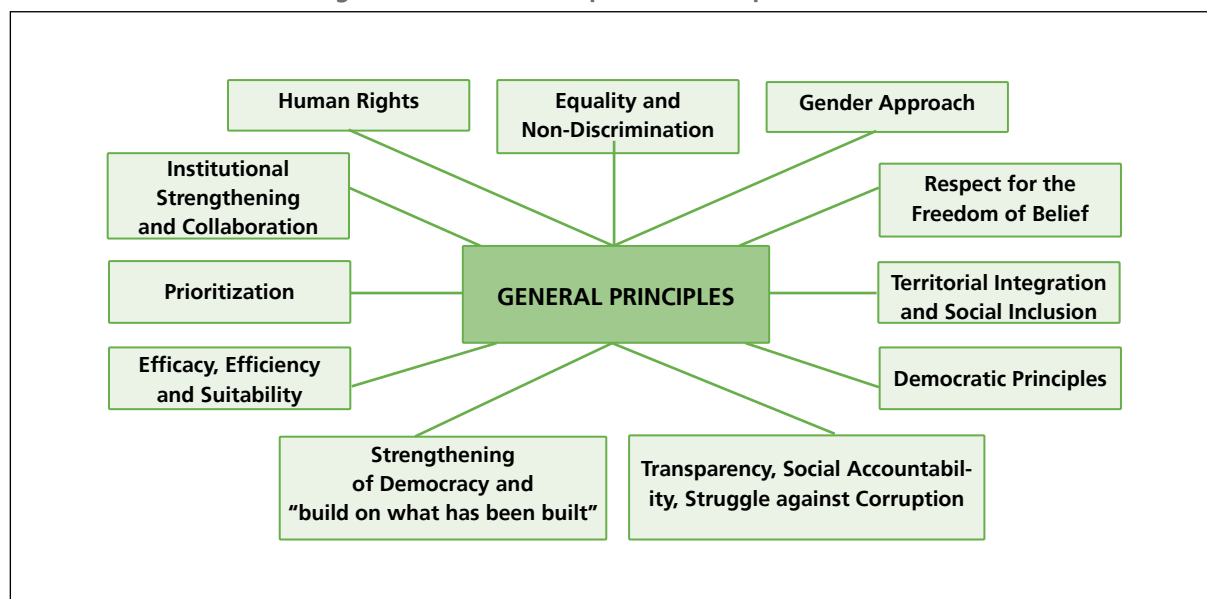 Human Rights
Equality and
Non-Discrimination
Gender Approach
Institutional
Strengthening
and Collaboration
Respect for the
Freedom of Belief
Prioritization
GENERAL PRINCIPLES
Territorial Integration
and Social Inclusion
Efficacy, Efficiency
and Suitability
Democratic Principles
Strengthening
of Democracy and
“build on what has been built”
Transparency, Social Accountabil-
ity, Struggle against Corruption